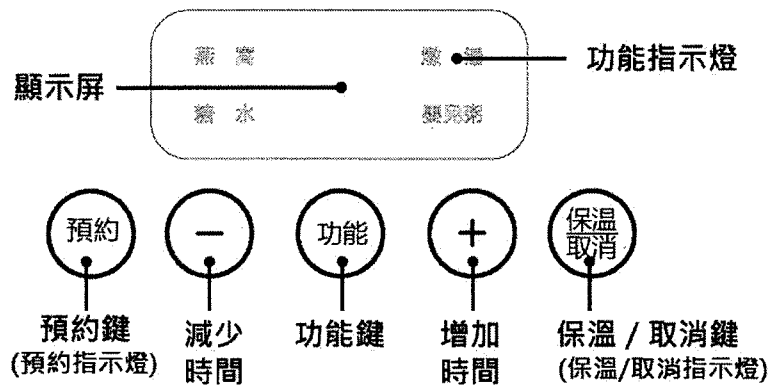 燕 窩
燉 湯
功能指示燈
顯示屏
糖 水
嬰兒粥
預約
−
功能
+
保溫
取消
預約鍵
(預約指示燈)
減少
時間
功能鍵
增加
時間
保溫 / 取消鍵
(保溫/取消指示燈)